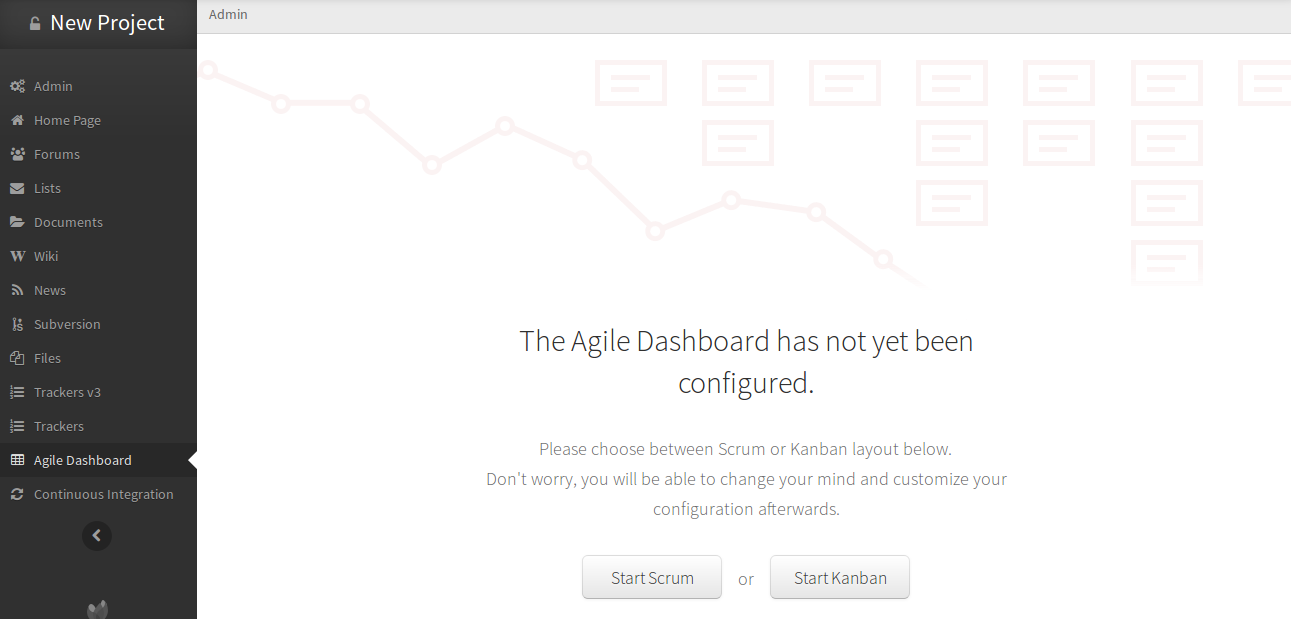 New Project
Admin
Admin
Home Page
Forums
Lists
Documents
Wiki
News
Subversion
Files
Trackers v3
Trackers
Agile Dashboard
Continuous Integration
The Agile Dashboard has not yet been
configured.
Please choose between Scrum or Kanban layout below.
Don't worry, you will be able to change your mind and customize your
configuration afterwards.
Start Scrum or Start Kanban